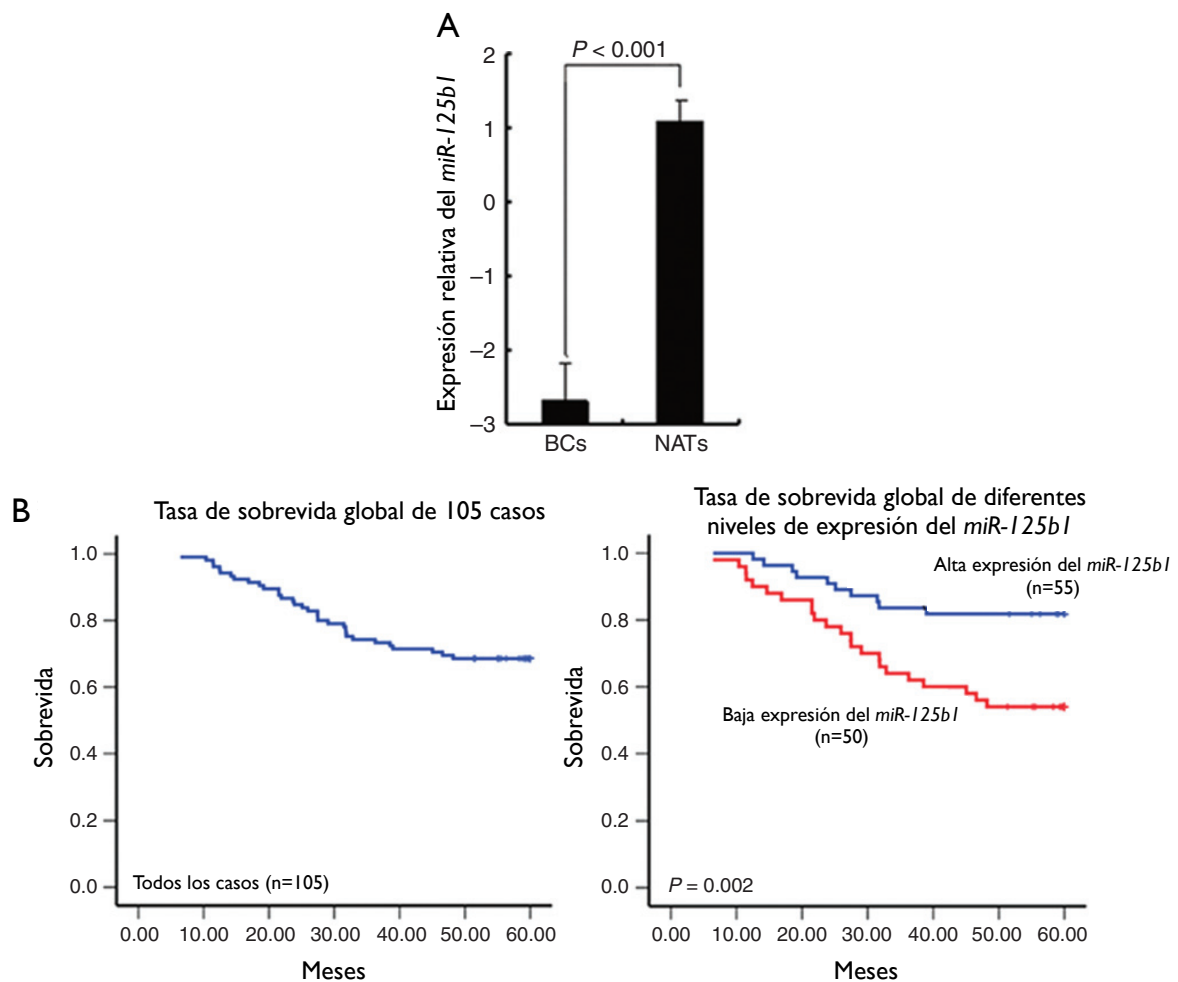 A
P < 0.001
Expresión relativa del miR-125b1
2
1
0
−1
−2
−3
BCs NATs
B
Tasa de sobrevida global de 105 casos
Sobrevida
1.0
0.8
0.6
0.4
0.2
0.0
Todos los casos (n=105)
0.00 10.00 20.00 30.00 40.00 50.00 60.00
Meses
Tasa de sobrevida global de diferentes
niveles de expresión del miR-125b1
Sobrevida
1.0
0.8
0.6
0.4
0.2
0.0
Alta expresión del miR-125b1
(n=55)
Baja expresión del miR-125b1
(n=50)
P = 0.002
0.00 10.00 20.00 30.00 40.00 50.00 60.00
Meses